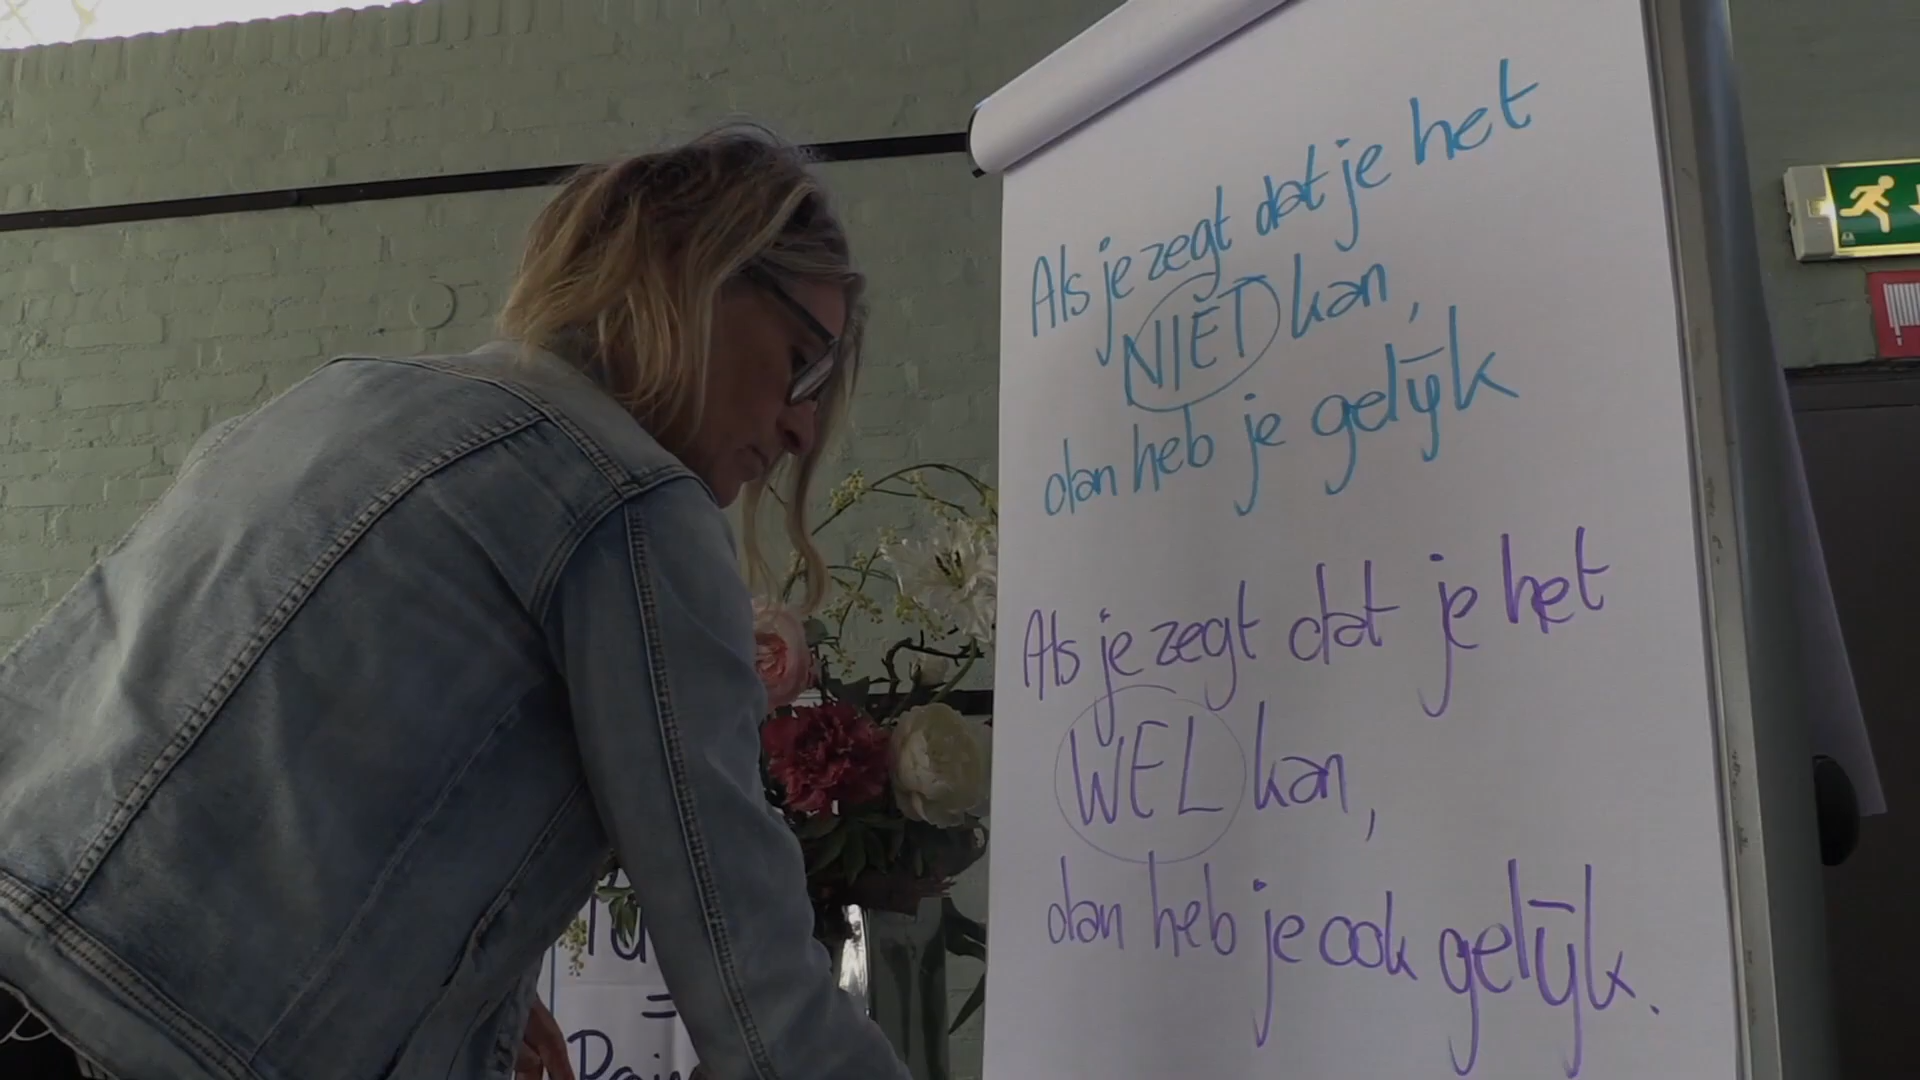 Als je zegt dat je het
NIET kan,
dan heb je gelijk
Als je zegt dat je het
WEL kan,
dan heb je ook gelijk.
=